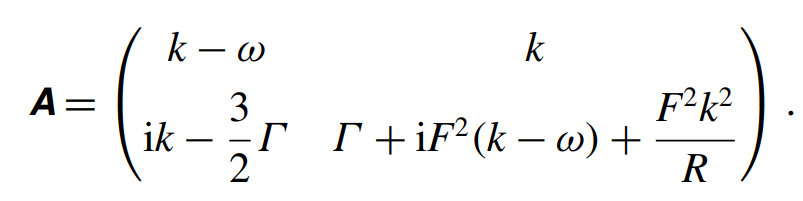 A = ( k − ω    k
ik − 3/2 Γ    Γ + iF²(k − ω) + F²k²/R ) .